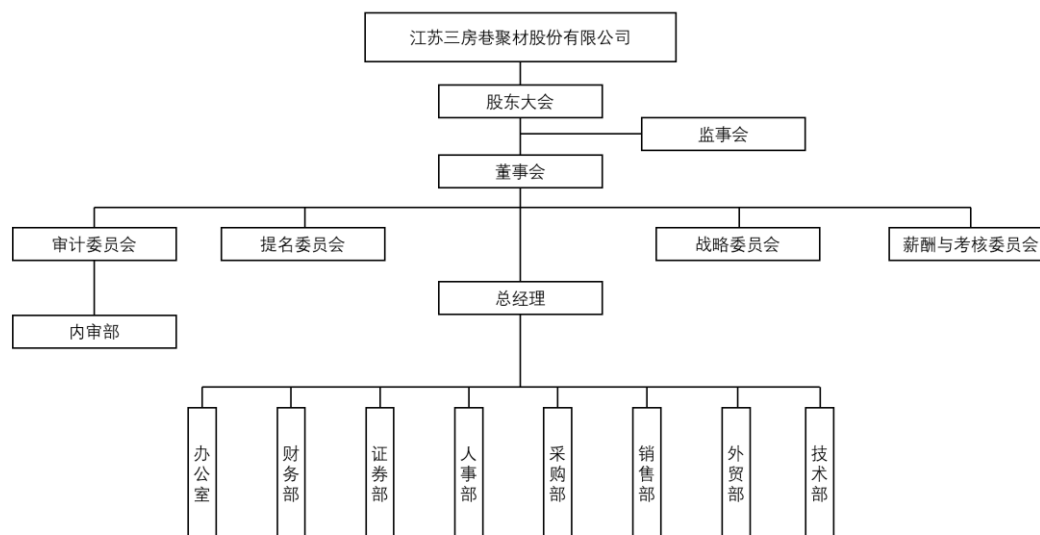 江苏三房巷聚材股份有限公司
股东大会
监事会
董事会
审计委员会
提名委员会
战略委员会
薪酬与考核委员会
总经理
内审部
办公室
财务部
证券部
人事部
采购部
销售部
外贸部
技术部